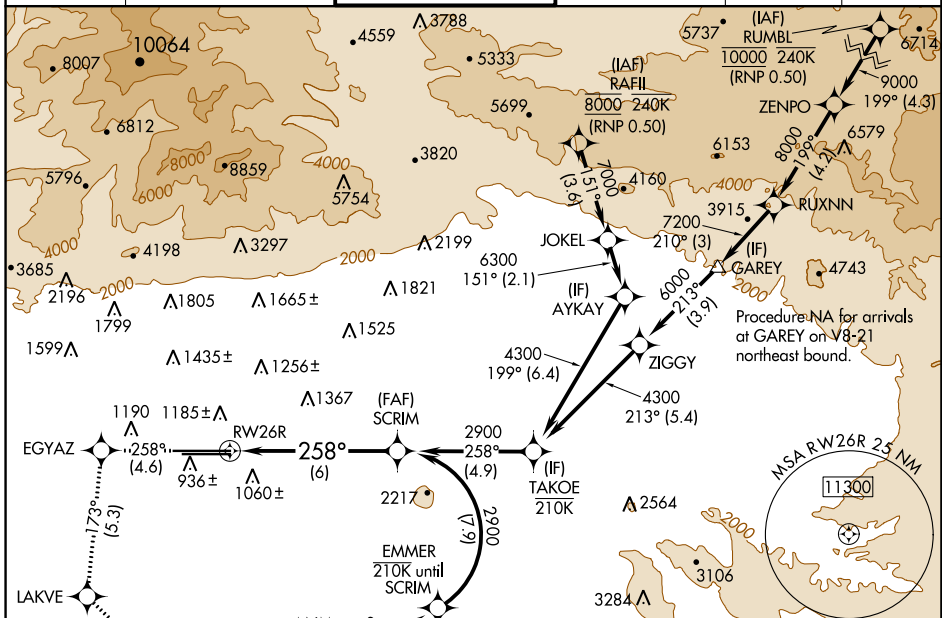 3788
4559
10064
8007
5333
5737
(IAF)
RUMBL
10000 240K
(RNP 0.50)
6714
(IAF)
RAFII
8000 240K
(RNP 0.50)
9000
199° (4.3)
ZENPO
5699
6812
8000
199°
(4.2)
6579
8000
8859
4000
3820
6153
5796
6000
5754
7000
151°
(3.6)
4160
4000
RUXNN
3915
7200
210° (3)
4000
4198
3297
2199
2000
JOKEL
6300
151° (2.1)
(IF)
GAREY
4743
3685
2196
2000
1805
1665±
1821
(IF)
AYKAY
6000
213°
(3.9)
2000
1799
1525
Procedure NA for arrivals
at GAREY on V8-21
northeast bound.
1599
1435±
1256±
4300
199° (6.4)
ZIGGY
4300
213° (5.4)
1367
1190
1185±
(FAF)
SCRIM
EGYAZ
258°
(4.6)
RW26R
258°
(6)
2900
258°
(4.9)
(IF)
TAKOE
210K
936±
1060±
2217
MSA RW26R 25 NM
11300
173°
(5.3)
2900
(7.9)
2564
2000
EMMER
210K until
SCRIM
3106
LAKVE
3284